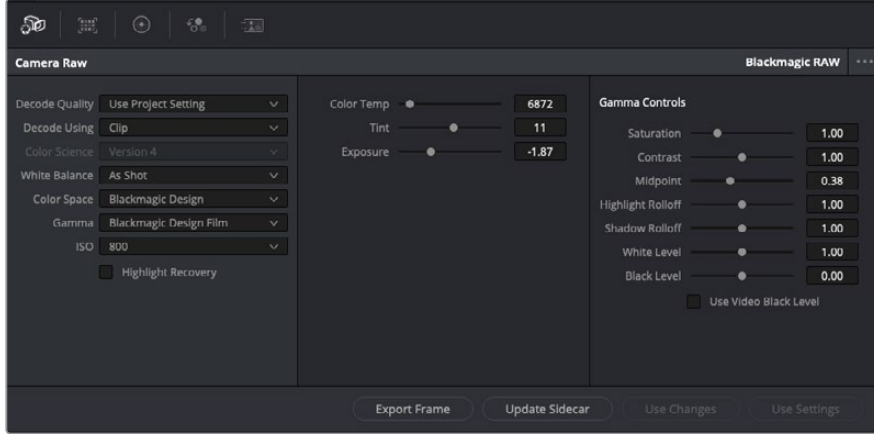 Camera Raw
Blackmagic RAW
Decode Quality Use Project Setting
Decode Using Clip
Color Science Version 4
White Balance As Shot
Color Space Blackmagic Design
Gamma Blackmagic Design Film
ISO 800
Highlight Recovery
Color Temp 6872
Tint 11
Exposure -1.87
Gamma Controls
Saturation 1.00
Contrast 1.00
Midpoint 0.38
Highlight Rolloff 1.00
Shadow Rolloff 1.00
White Level 1.00
Black Level 0.00
Use Video Black Level
Export Frame
Update Sidecar
Use Changes
Use Settings